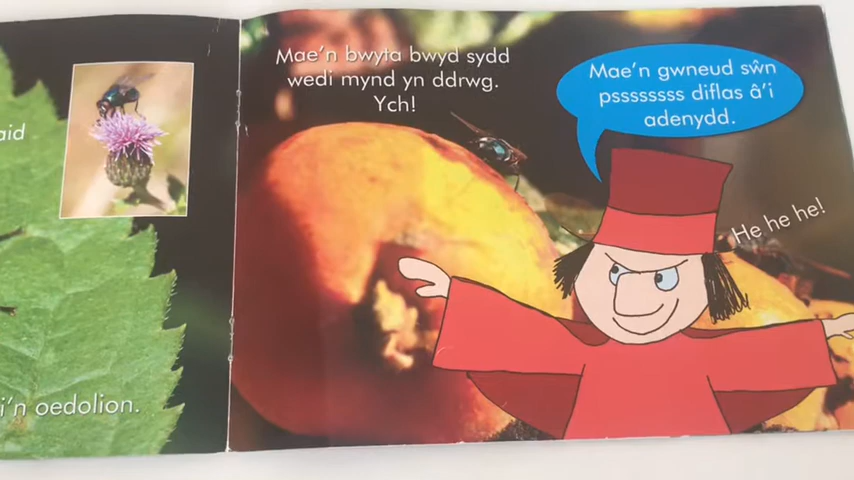 aid
i'n oedolion.
Mae'n bwyta bwyd sydd
wedi mynd yn ddrwg.
Ych!
Mae'n gwneud sŵn
psssssssss diflas â'i
adenydd.
He he he!